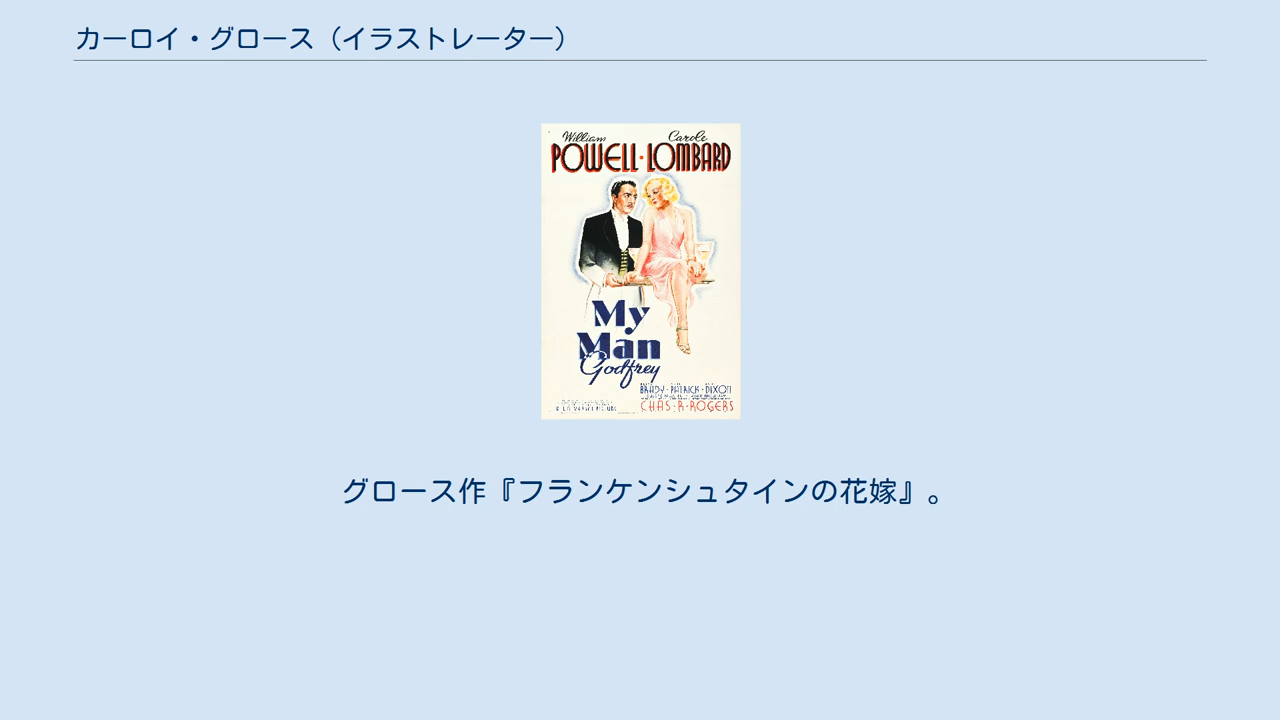 カーロイ・グロース（イラストレーター）
William Carole
POWELL·LOMBARD
My
Man
Godfrey
BRADY·PATRICK·DIXON
CHAS·R·ROGERS
グロース作『フランケンシュタインの花嫁』。